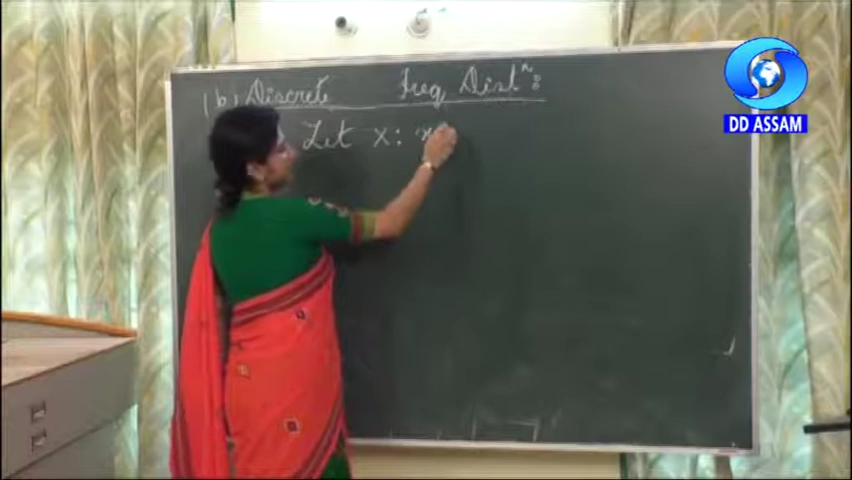 (b) Discrete Freq Distⁿ:
Let x: x
DD ASSAM